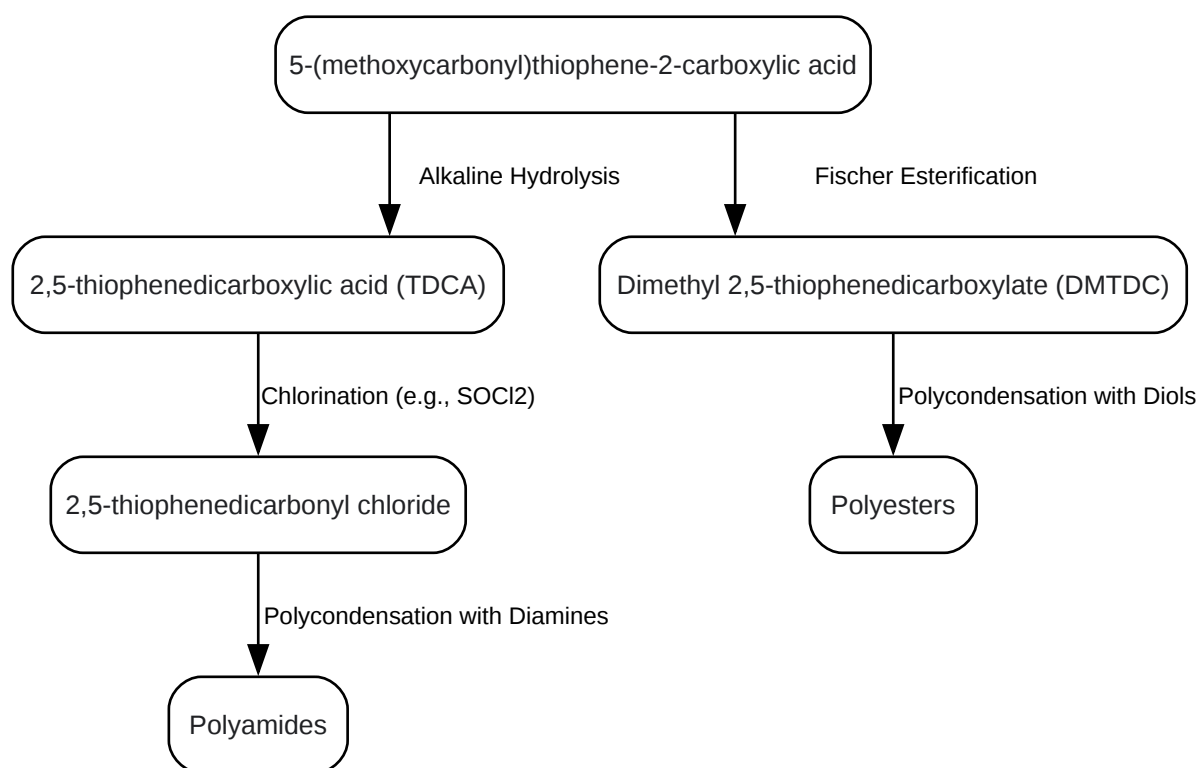 5-(methoxycarbonyl)thiophene-2-carboxylic acid
Alkaline Hydrolysis
Fischer Esterification
2,5-thiophenedicarboxylic acid (TDCA)
Dimethyl 2,5-thiophenedicarboxylate (DMTDC)
Chlorination (e.g., SOCl2)
Polycondensation with Diols
2,5-thiophenedicarbonyl chloride
Polyesters
Polycondensation with Diamines
Polyamides